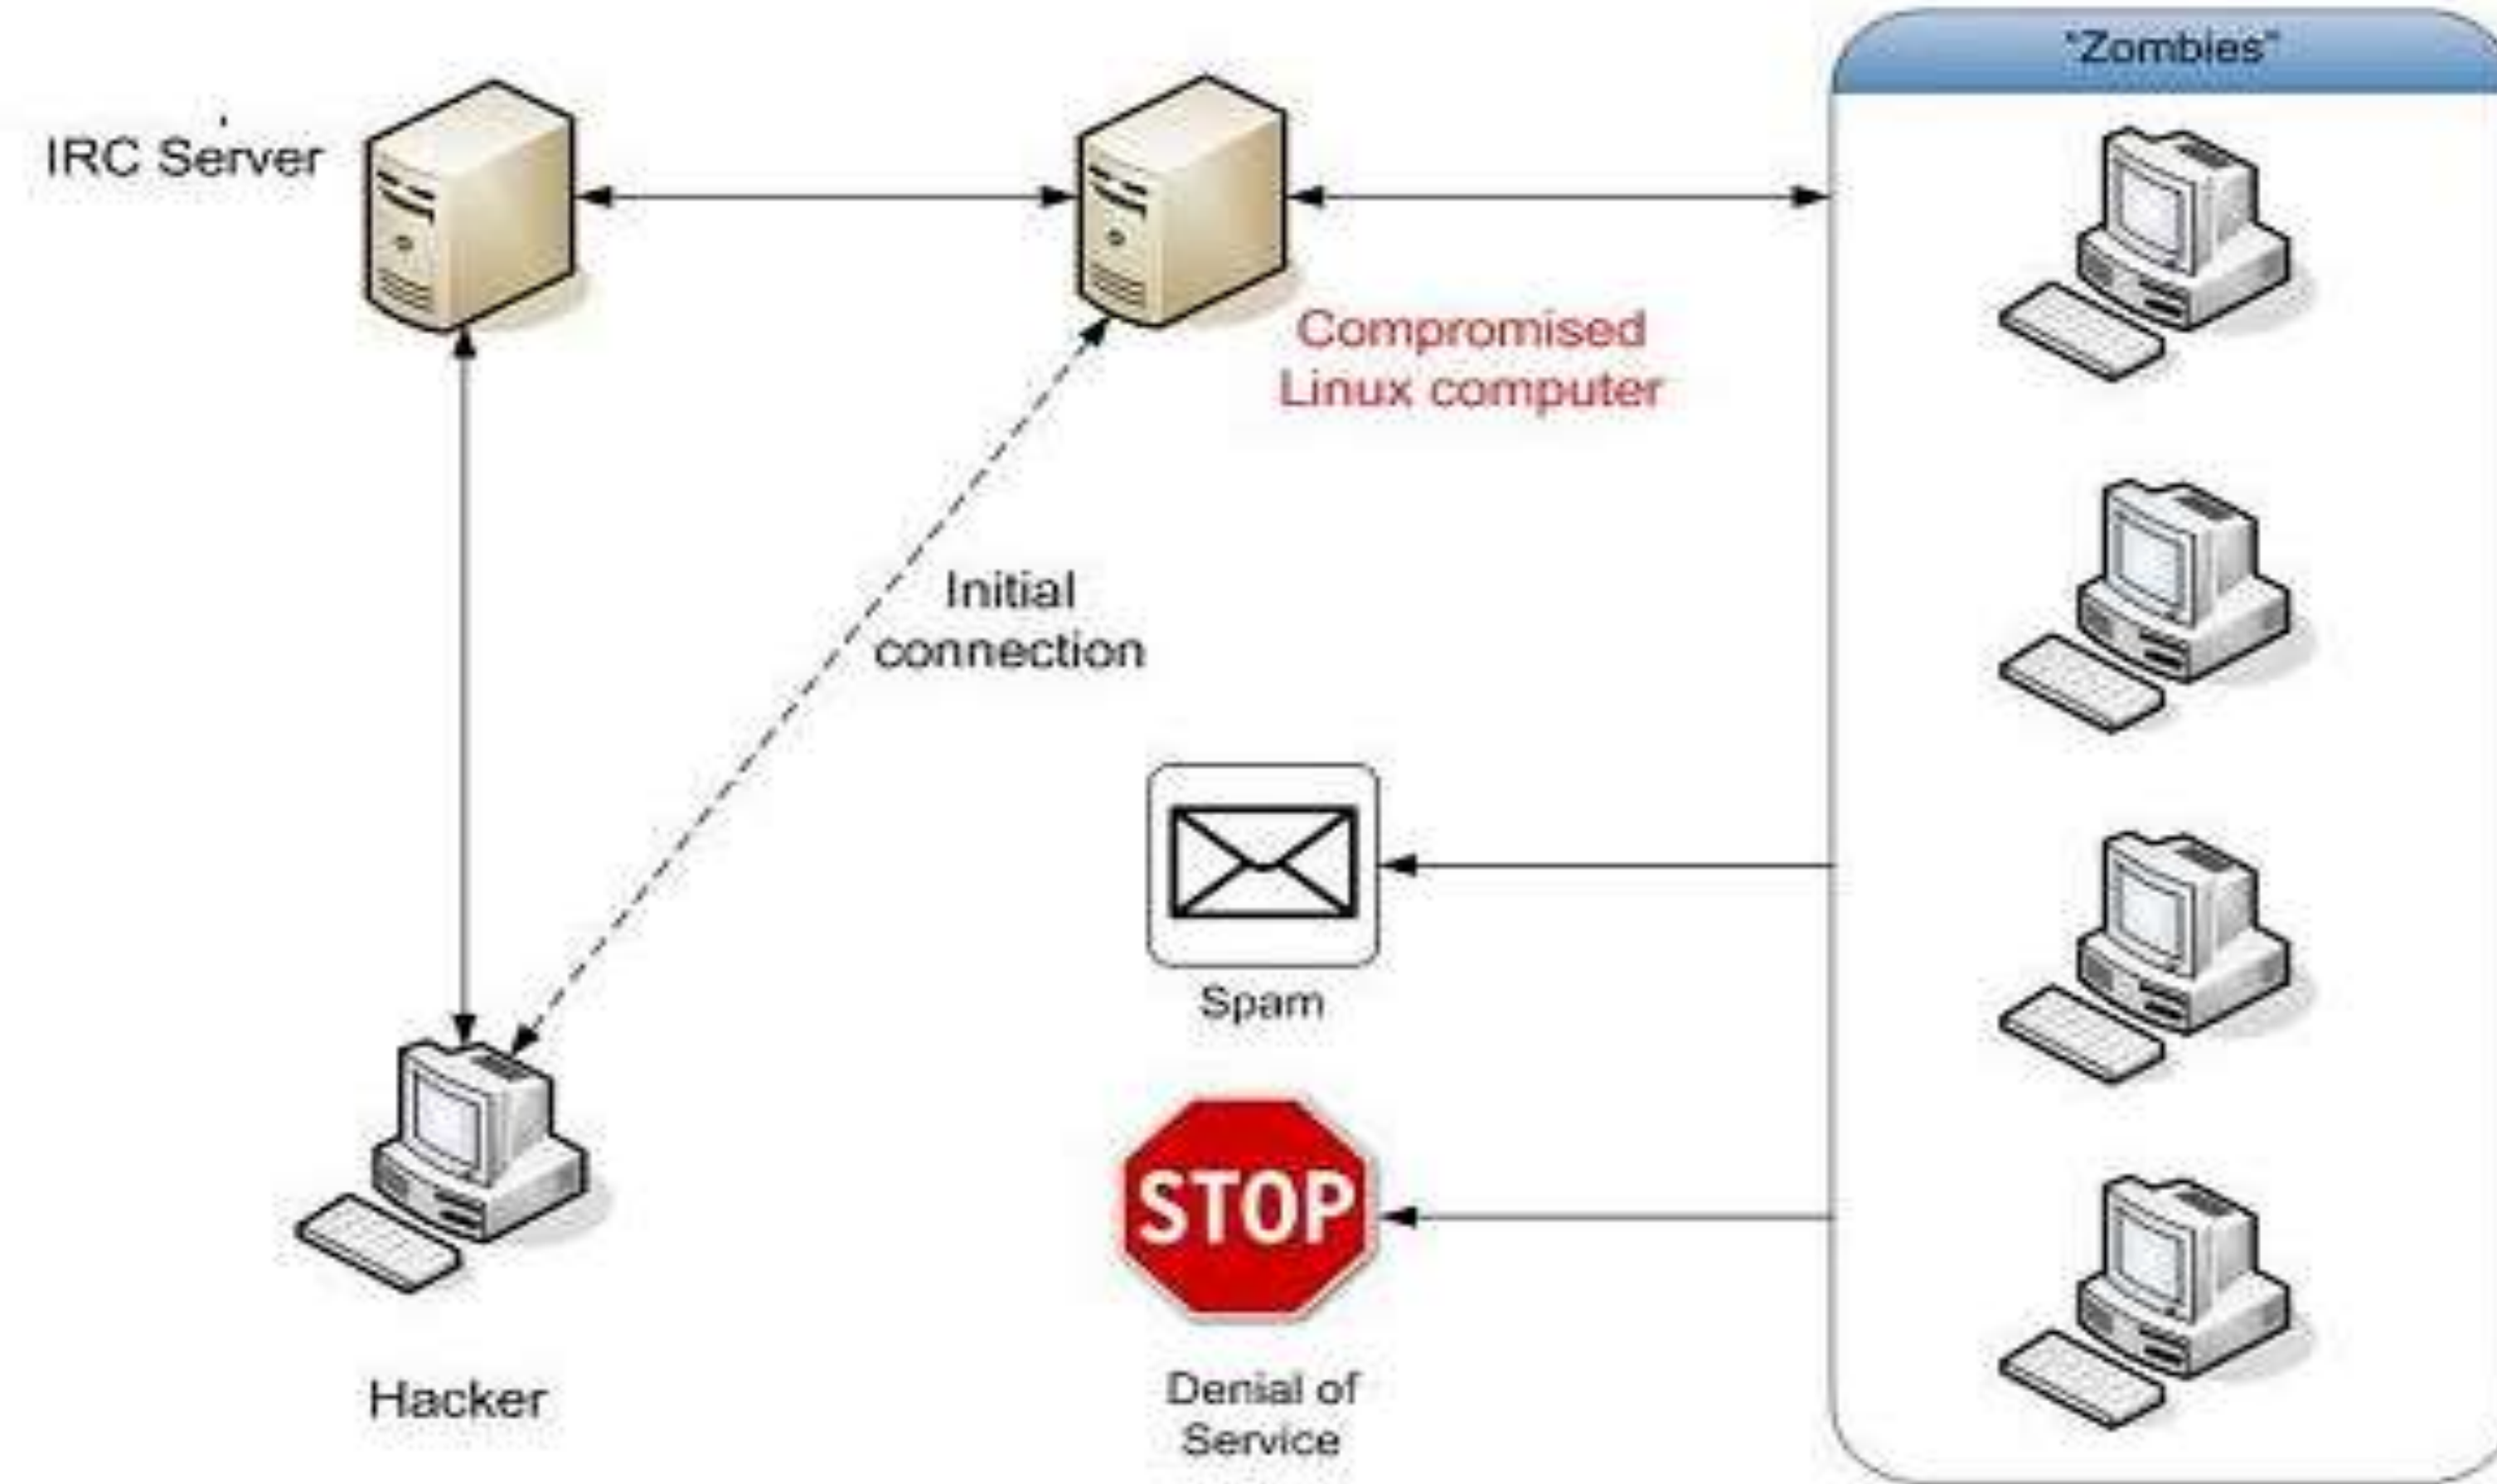 "Zombies"
IRC Server
Compromised
Linux computer
Initial
connection
Spam
STOP
Hacker
Denial of
Service